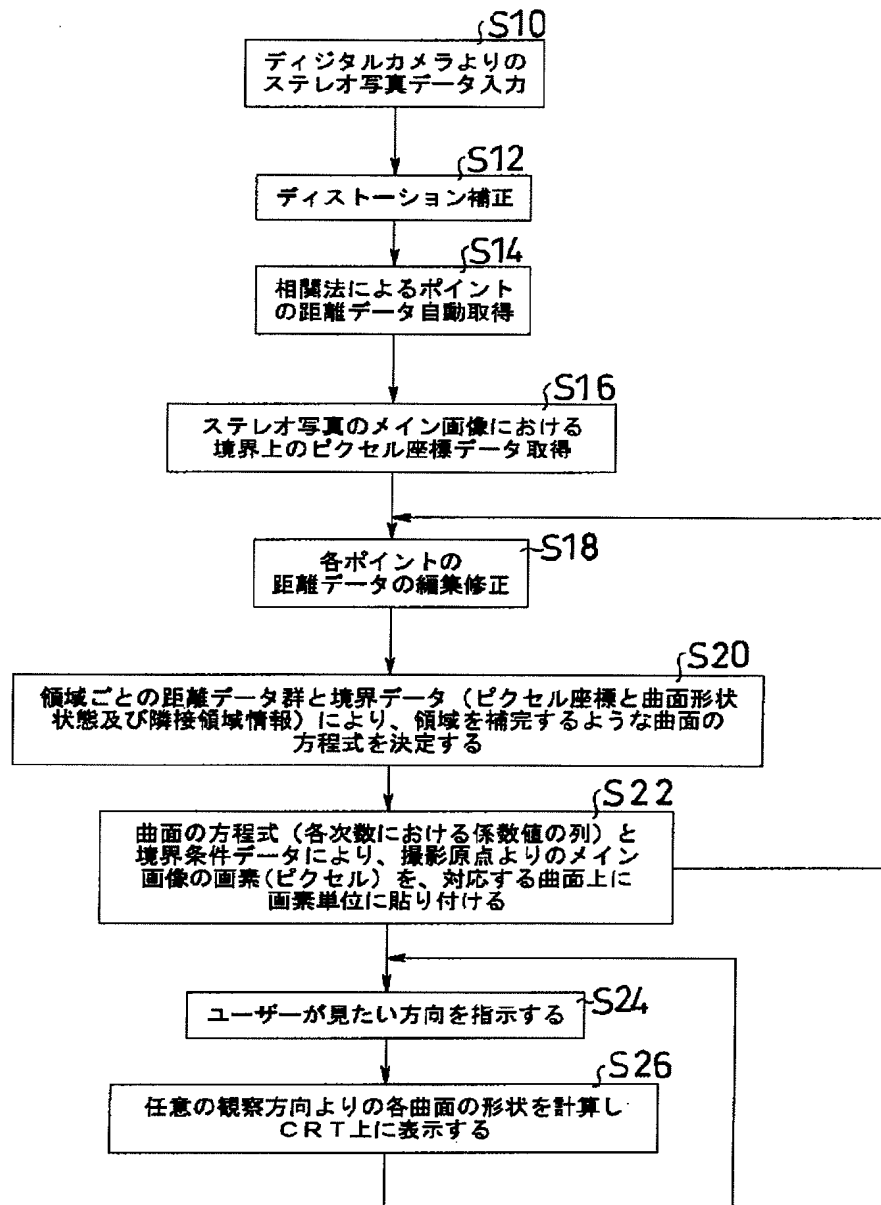 S10
ディジタルカメラよりの
ステレオ写真データ入力
S12
ディストーション補正
S14
相関法によるポイント
の距離データ自動取得
S16
ステレオ写真のメイン画像における
境界上のピクセル座標データ取得
S18
各ポイントの
距離データの編集修正
S20
領域ごとの距離データ群と境界データ（ピクセル座標と曲面形状
状態及び隣接領域情報）により、領域を補完するような曲面の
方程式を決定する
S22
曲面の方程式（各次数における係数値の列）と
境界条件データにより、撮影原点よりのメイン
画像の画素（ピクセル）を、対応する曲面上に
画素単位に貼り付ける
S24
ユーザーが見たい方向を指示する
S26
任意の観察方向よりの各曲面の形状を計算し
ＣＲＴ上に表示する